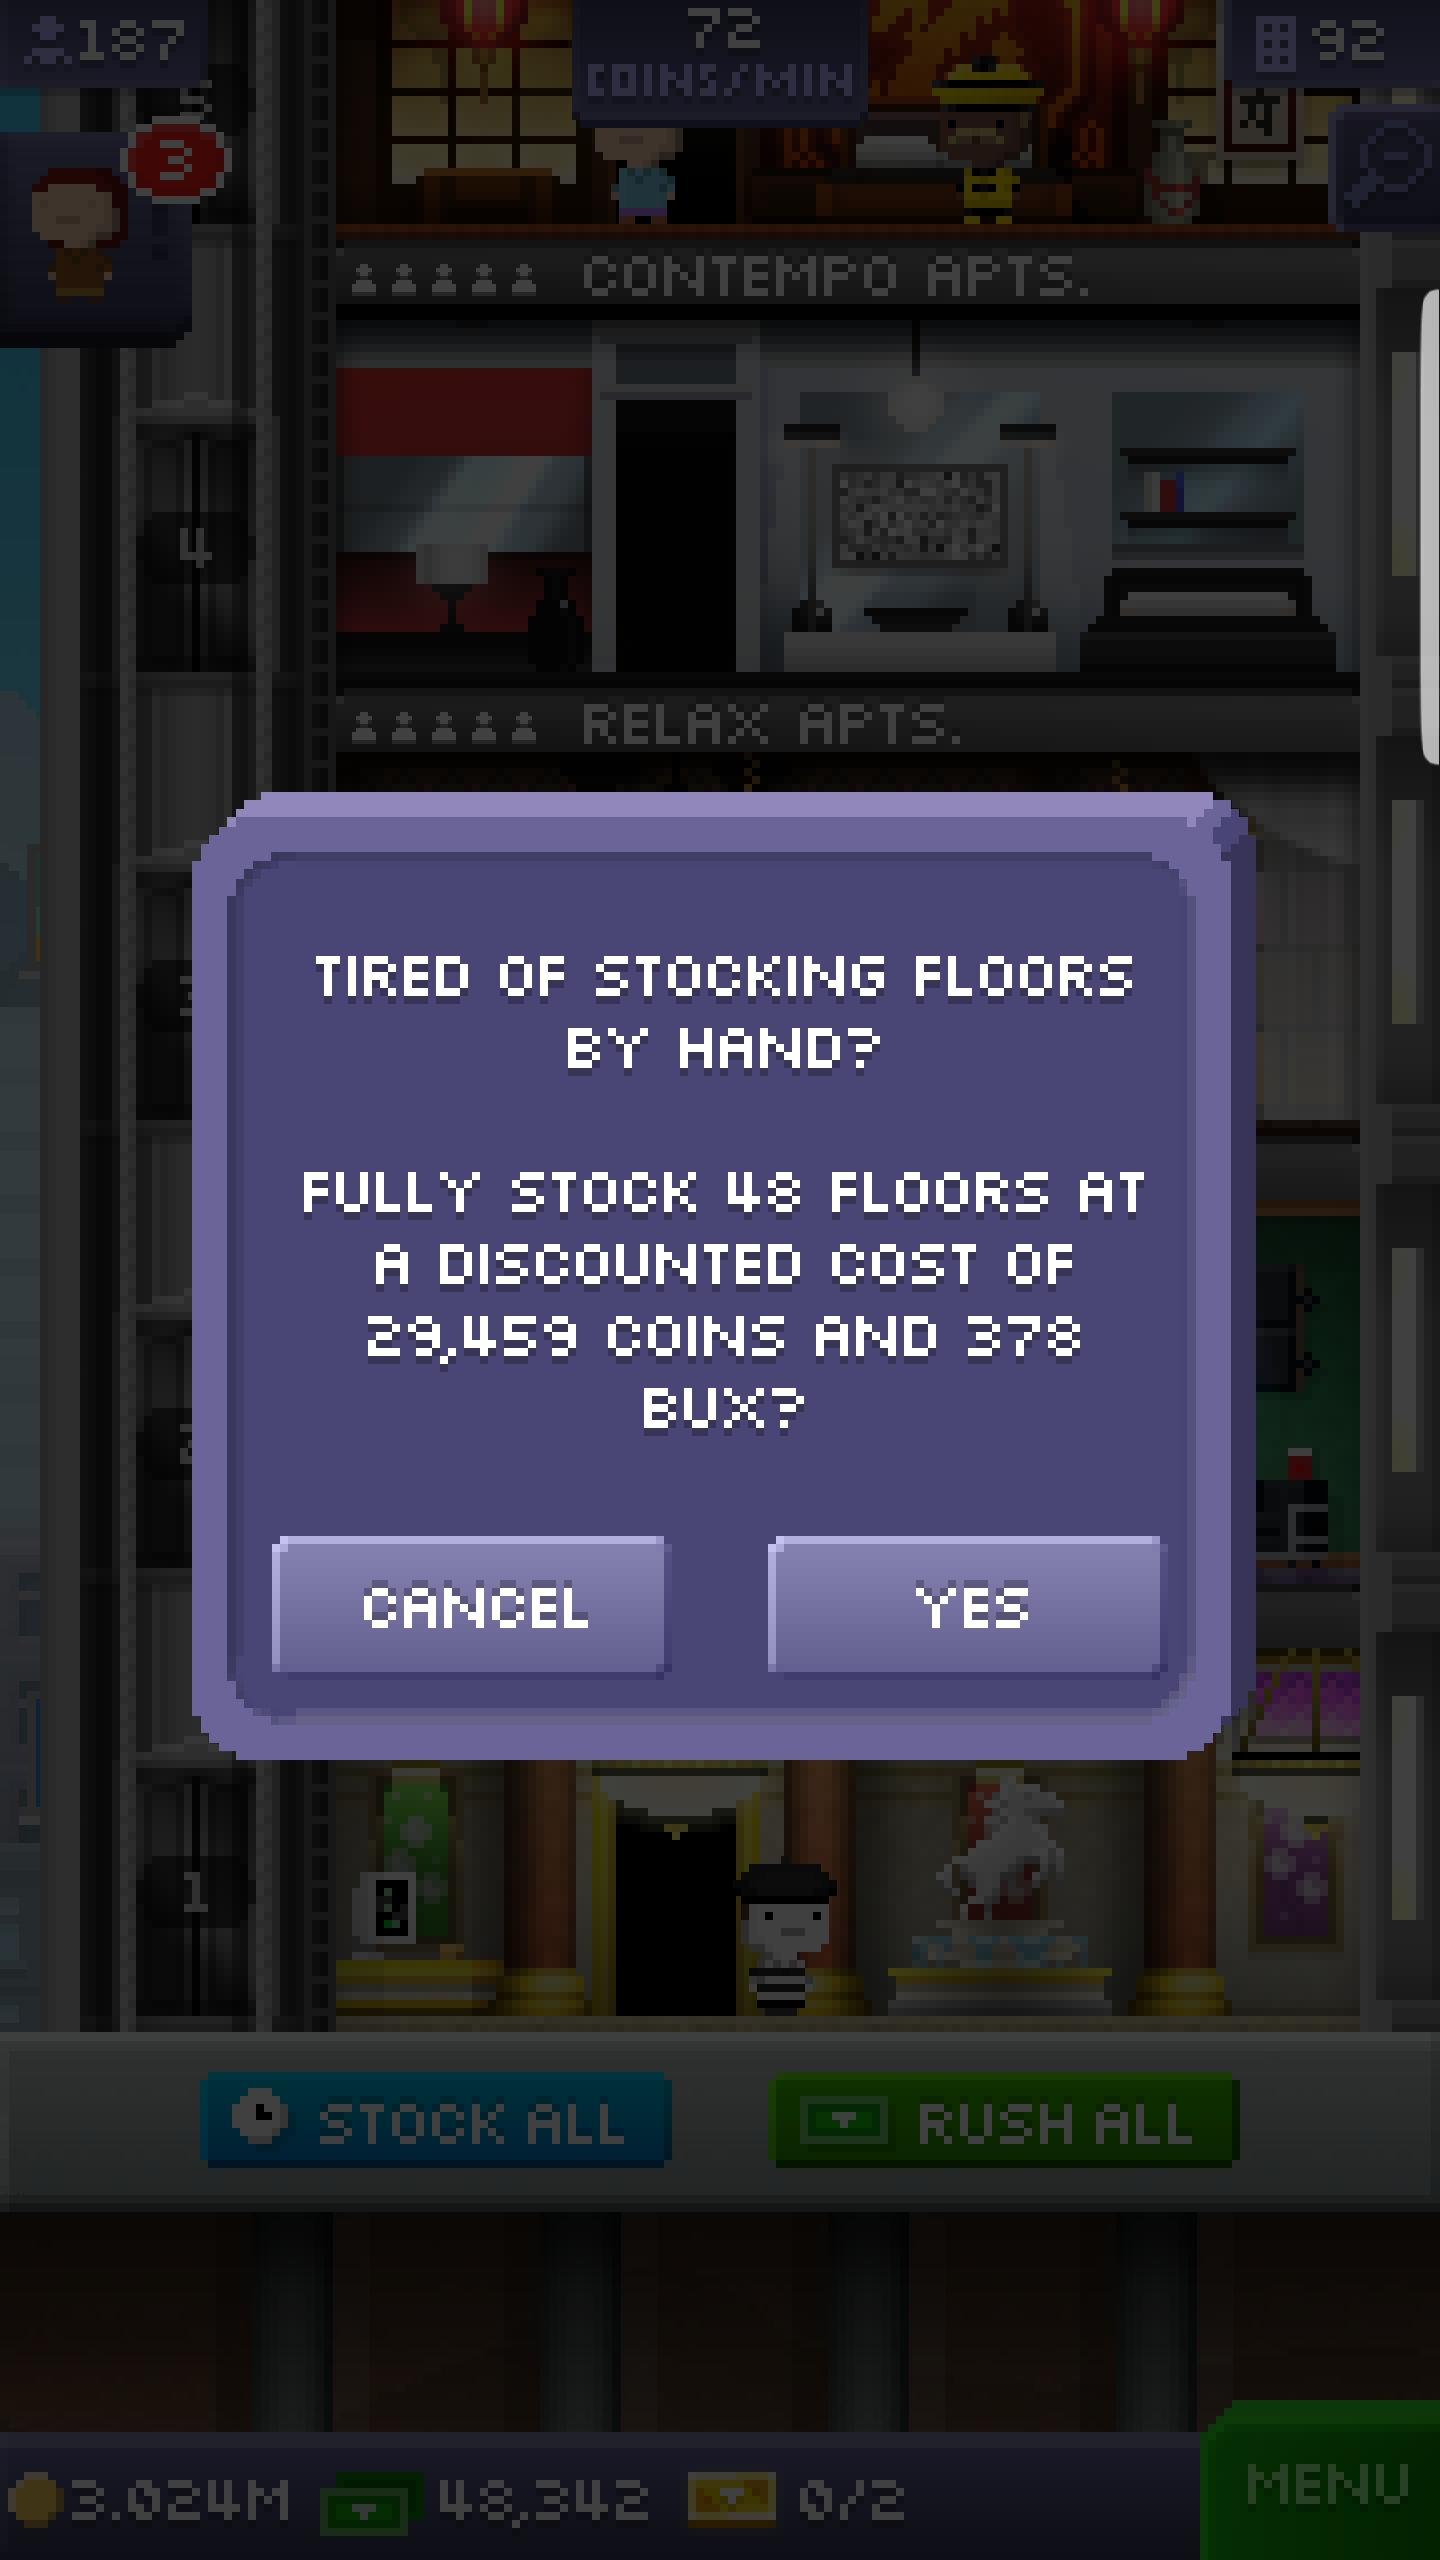 187
72
COINS/MIN
92
5
3
CONTEMPO APTS.
4
RELAX APTS.
TIRED OF STOCKING FLOORS
BY HAND?
FULLY STOCK 48 FLOORS AT
A DISCOUNTED COST OF
29,459 COINS AND 378
BUX?
CANCEL YES
1
STOCK ALL RUSH ALL
3.024M 48,342 0/2
MENU